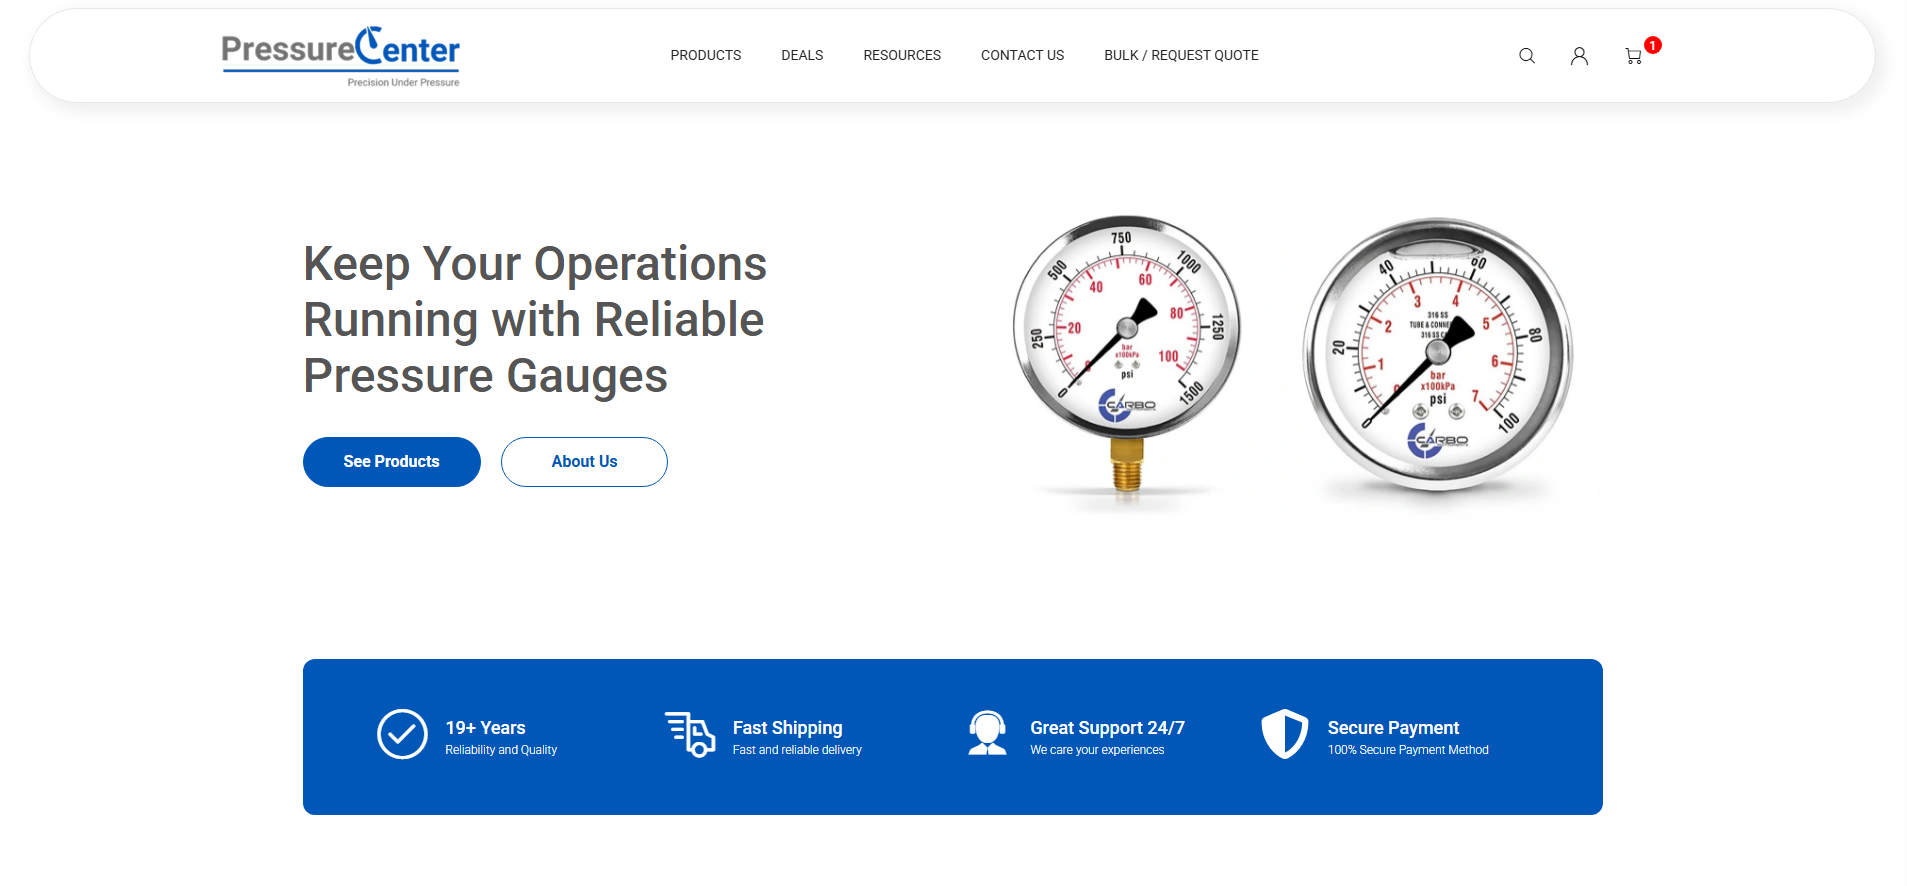 PressureCenter
Precision Under Pressure
PRODUCTS
DEALS
RESOURCES
CONTACT US
BULK / REQUEST QUOTE
1
Keep Your Operations
Running with Reliable
Pressure Gauges
See Products
About Us
0
250
500
750
1000
1250
1500
20
40
60
80
100
bar
x100kPa
psi
CARBO
0
20
40
60
80
100
1
2
3
4
5
6
7
316 SS
TUBE &
316 SS
bar
x100kPa
psi
CARBO
19+ Years
Reliability and Quality
Fast Shipping
Fast and reliable delivery
Great Support 24/7
We care your experiences
Secure Payment
100% Secure Payment Method